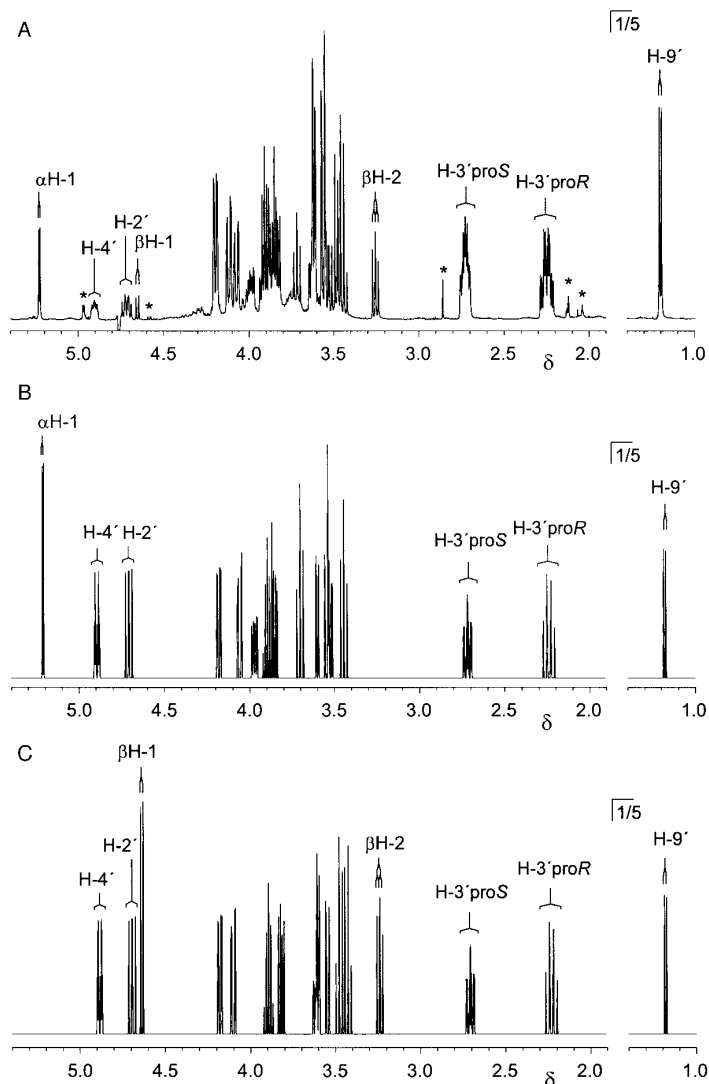 A
1/5
H-9´
αH-1
H-4´
H-2´
βH-1
βH-2
H-3´proS
H-3´proR
*
*
*
*
*
5.0 4.5 4.0 3.5 3.0 2.5 2.0 1.0
δ
B
αH-1
1/5
H-9´
H-4´
H-2´
H-3´proS
H-3´proR
5.0 4.5 4.0 3.5 3.0 2.5 2.0 1.0
δ
C
βH-1
1/5
H-2´
H-4´
βH-2
H-3´proS
H-3´proR
H-9´
5.0 4.5 4.0 3.5 3.0 2.5 2.0 1.0
δ